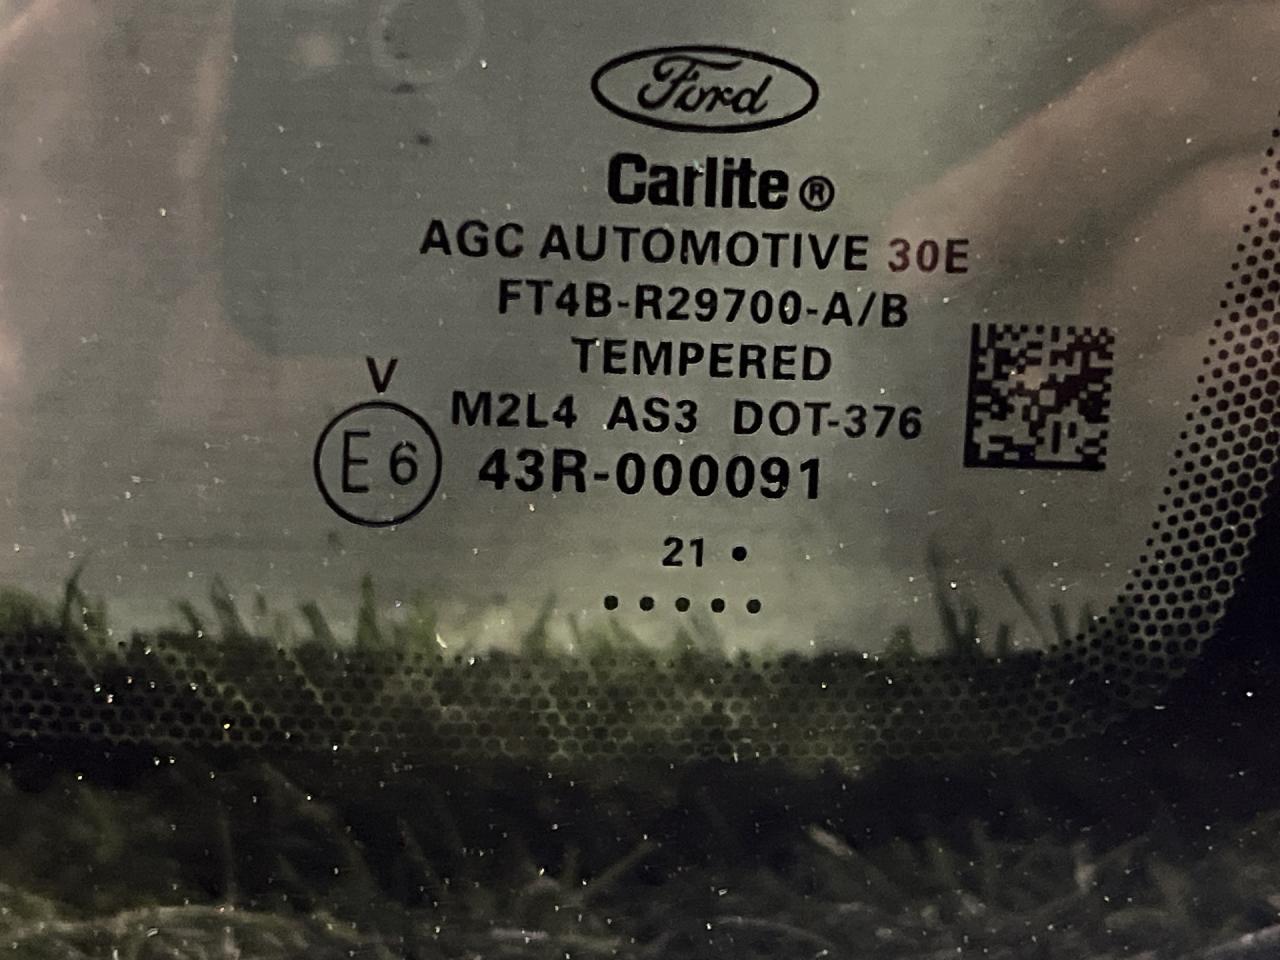 Ford
Carlite®
AGC AUTOMOTIVE 30E
FT4B-R29700-A/B
TEMPERED
V
M2L4 AS3 DOT-376
E6
43R-000091
21 •
• • • • •